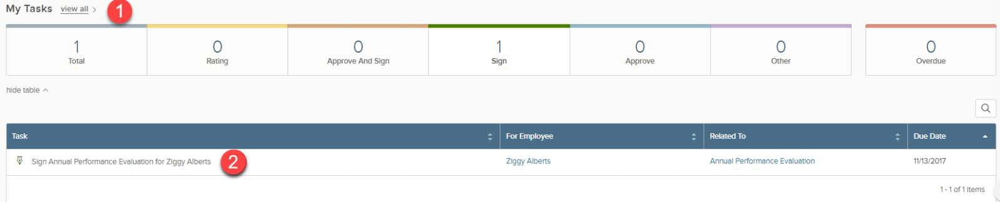 My Tasks view all > 1
1 0 0 1 0 0 0
Total Rating Approve And Sign Sign Approve Other Overdue
hide table
Task For Employee Related To Due Date
Sign Annual Performance Evaluation for Ziggy Alberts 2 Ziggy Alberts Annual Performance Evaluation 11/13/2017
1 - 1 of 1 Items